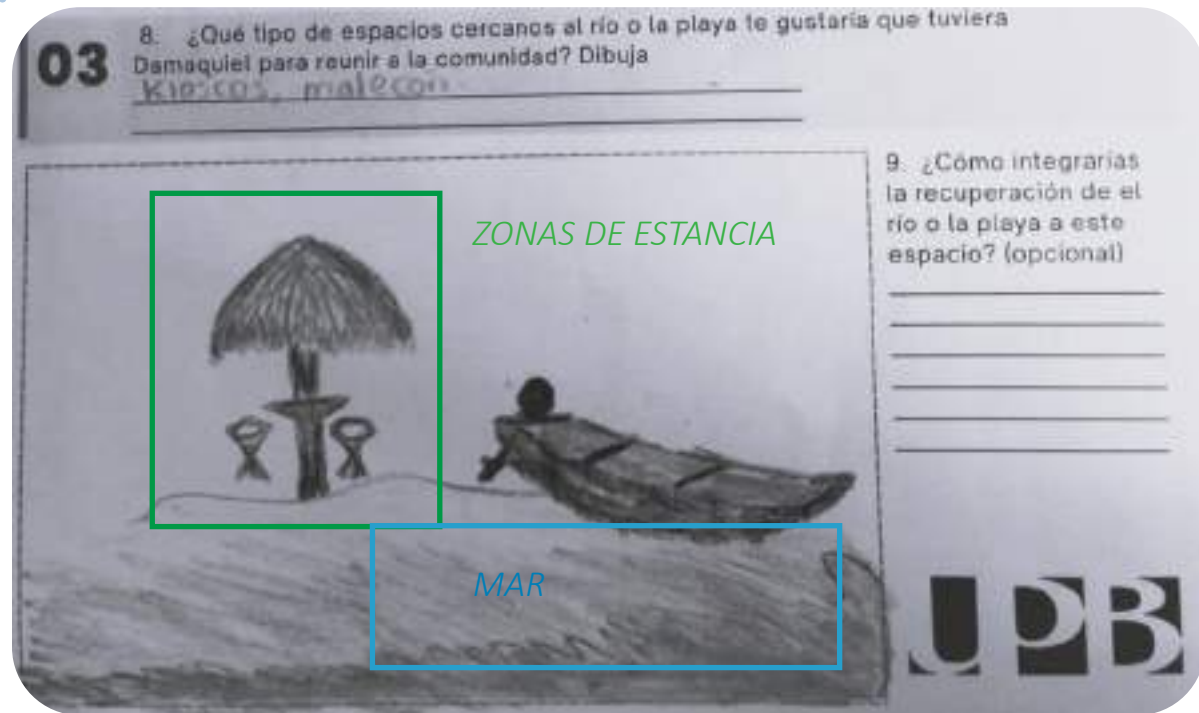 03
8. ¿Qué tipo de espacios cercanos al río o la playa te gustaría que tuviera
Damaquiel para reunir a la comunidad? Dibuja
Kioscos, malecón
9. ¿Cómo integrarías
la recuperación de el
río o la playa a este
espacio? (opcional)
ZONAS DE ESTANCIA
MAR
UPB